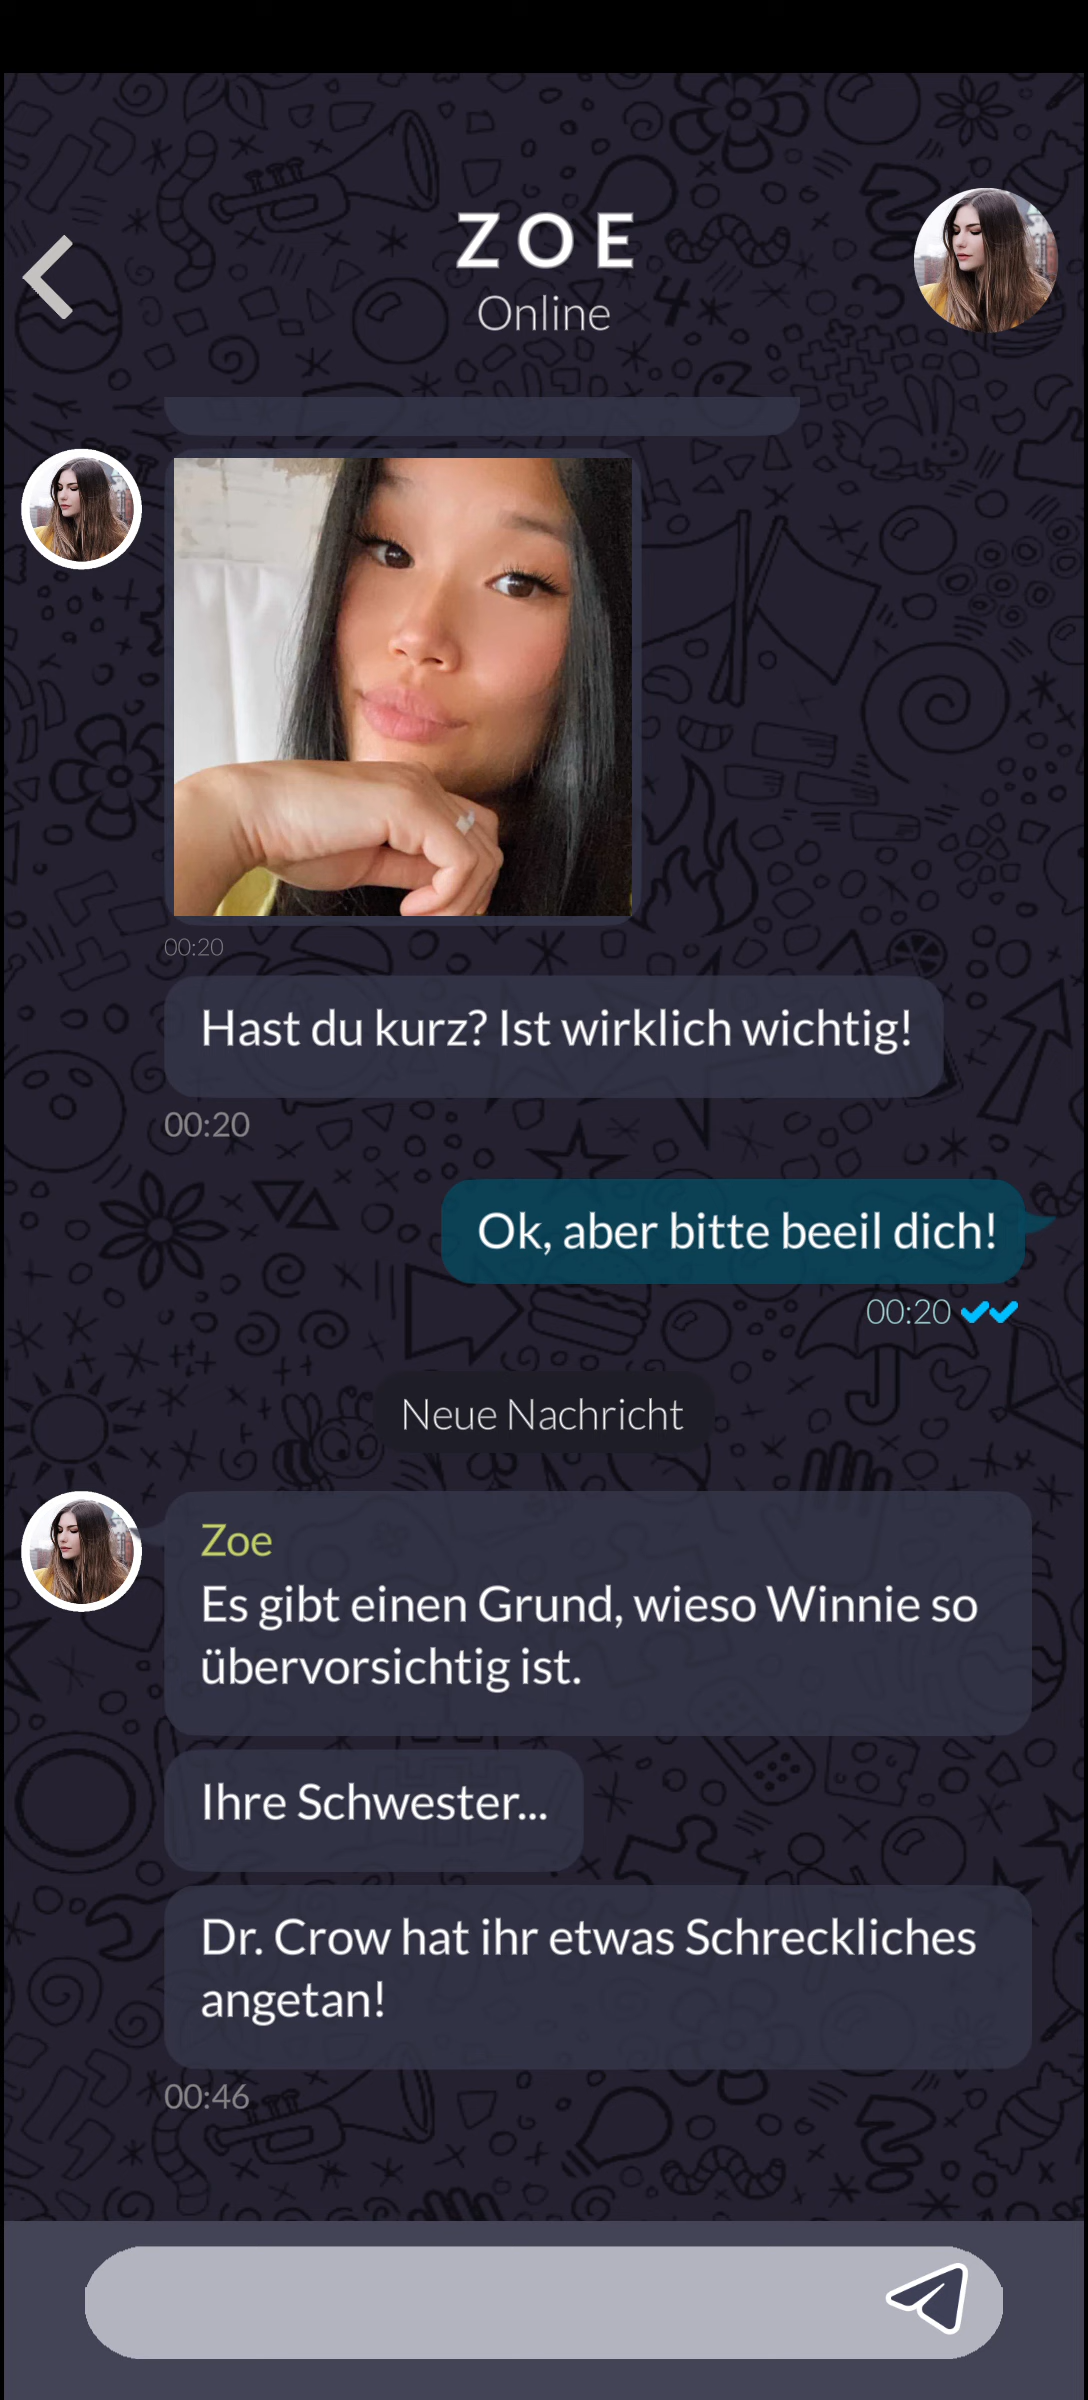 ZOE
Online
00:20
Hast du kurz? Ist wirklich wichtig!
00:20
Ok, aber bitte beeil dich!
00:20
Neue Nachricht
Zoe
Es gibt einen Grund, wieso Winnie so
übervorsichtig ist.
Ihre Schwester...
Dr. Crow hat ihr etwas Schreckliches
angetan!
00:46